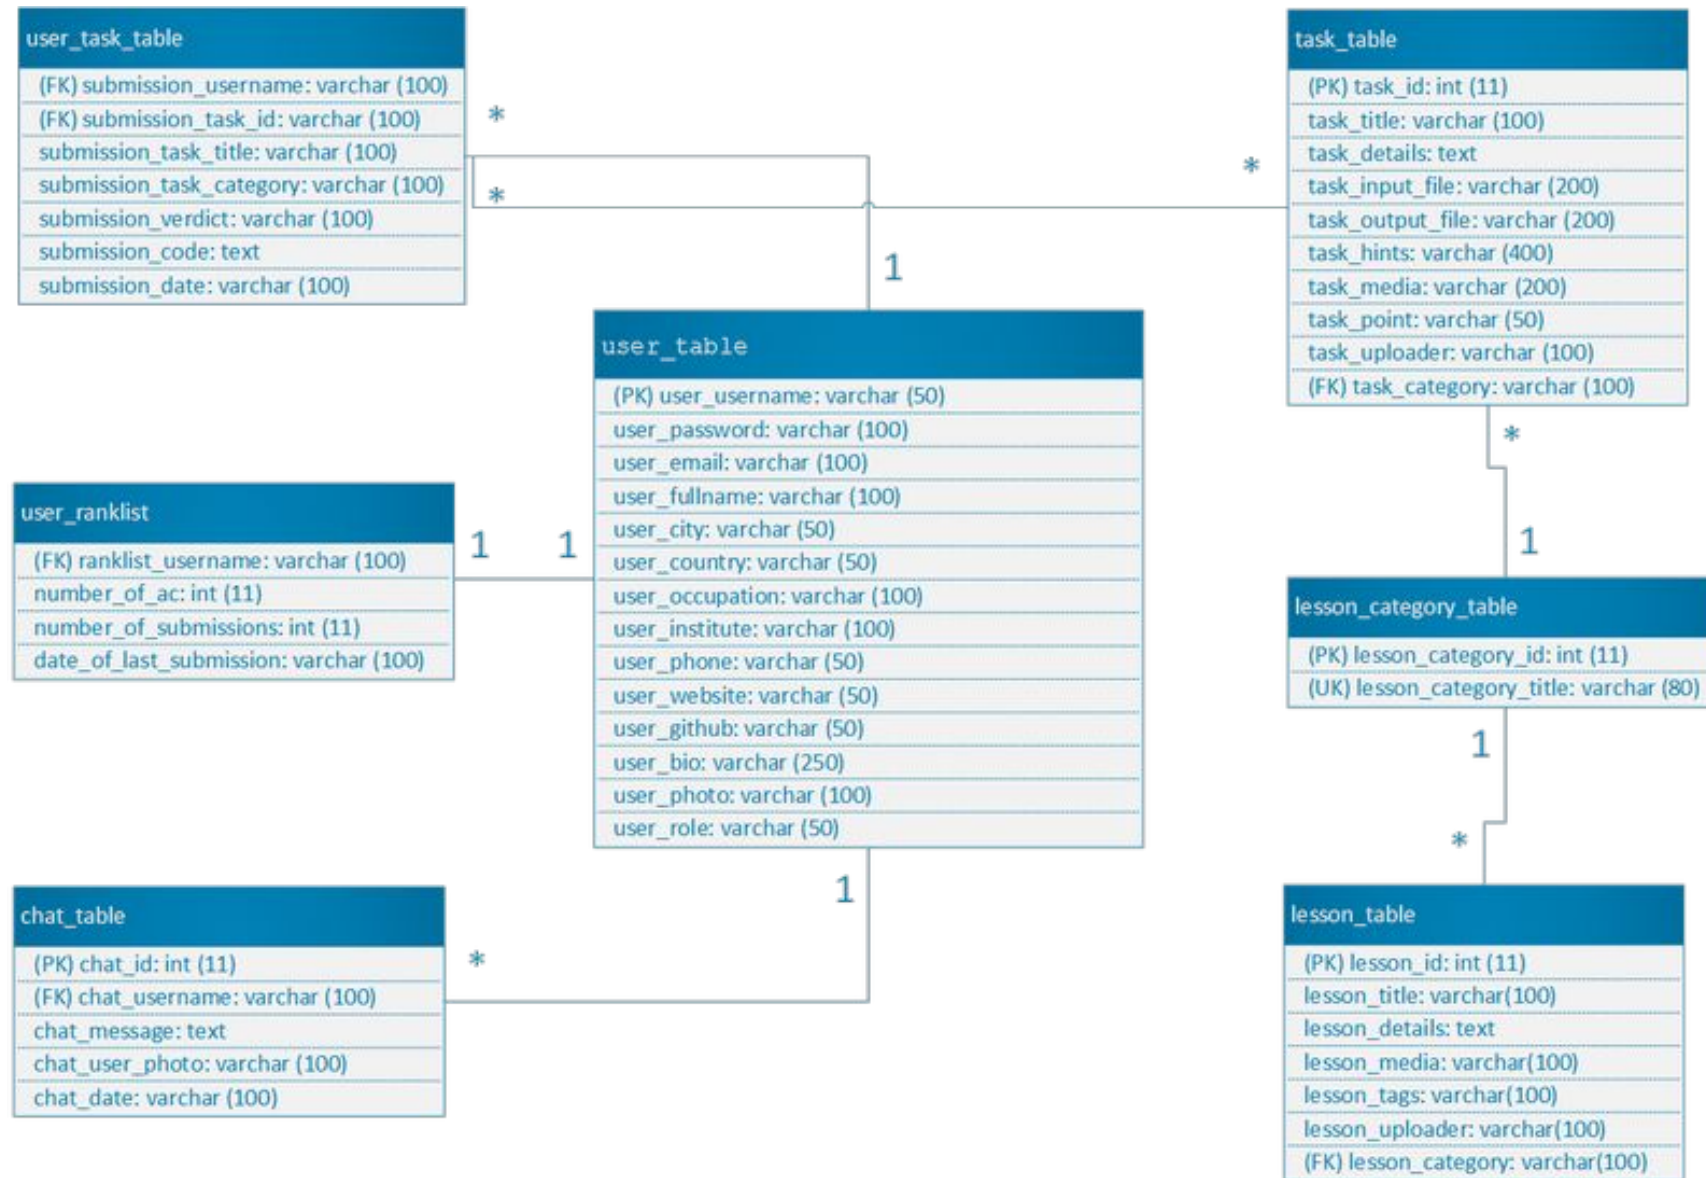 user_task_table
(FK) submission_username: varchar (100)
(FK) submission_task_id: varchar (100)
submission_task_title: varchar (100)
submission_task_category: varchar (100)
submission_verdict: varchar (100)
submission_code: text
submission_date: varchar (100)
*
*
1
*
task_table
(PK) task_id: int (11)
task_title: varchar (100)
task_details: text
task_input_file: varchar (200)
task_output_file: varchar (200)
task_hints: varchar (400)
task_media: varchar (200)
task_point: varchar (50)
task_uploader: varchar (100)
(FK) task_category: varchar (100)
*
1
user_table
(PK) user_username: varchar (50)
user_password: varchar (100)
user_email: varchar (100)
user_fullname: varchar (100)
user_city: varchar (50)
user_country: varchar (50)
user_occupation: varchar (100)
user_institute: varchar (100)
user_phone: varchar (50)
user_website: varchar (50)
user_github: varchar (50)
user_bio: varchar (250)
user_photo: varchar (100)
user_role: varchar (50)
user_ranklist
(FK) ranklist_username: varchar (100)
number_of_ac: int (11)
number_of_submissions: int (11)
date_of_last_submission: varchar (100)
1
1
lesson_category_table
(PK) lesson_category_id: int (11)
(UK) lesson_category_title: varchar (80)
1
*
1
*
chat_table
(PK) chat_id: int (11)
(FK) chat_username: varchar (100)
chat_message: text
chat_user_photo: varchar (100)
chat_date: varchar (100)
lesson_table
(PK) lesson_id: int (11)
lesson_title: varchar(100)
lesson_details: text
lesson_media: varchar(100)
lesson_tags: varchar(100)
lesson_uploader: varchar(100)
(FK) lesson_category: varchar(100)